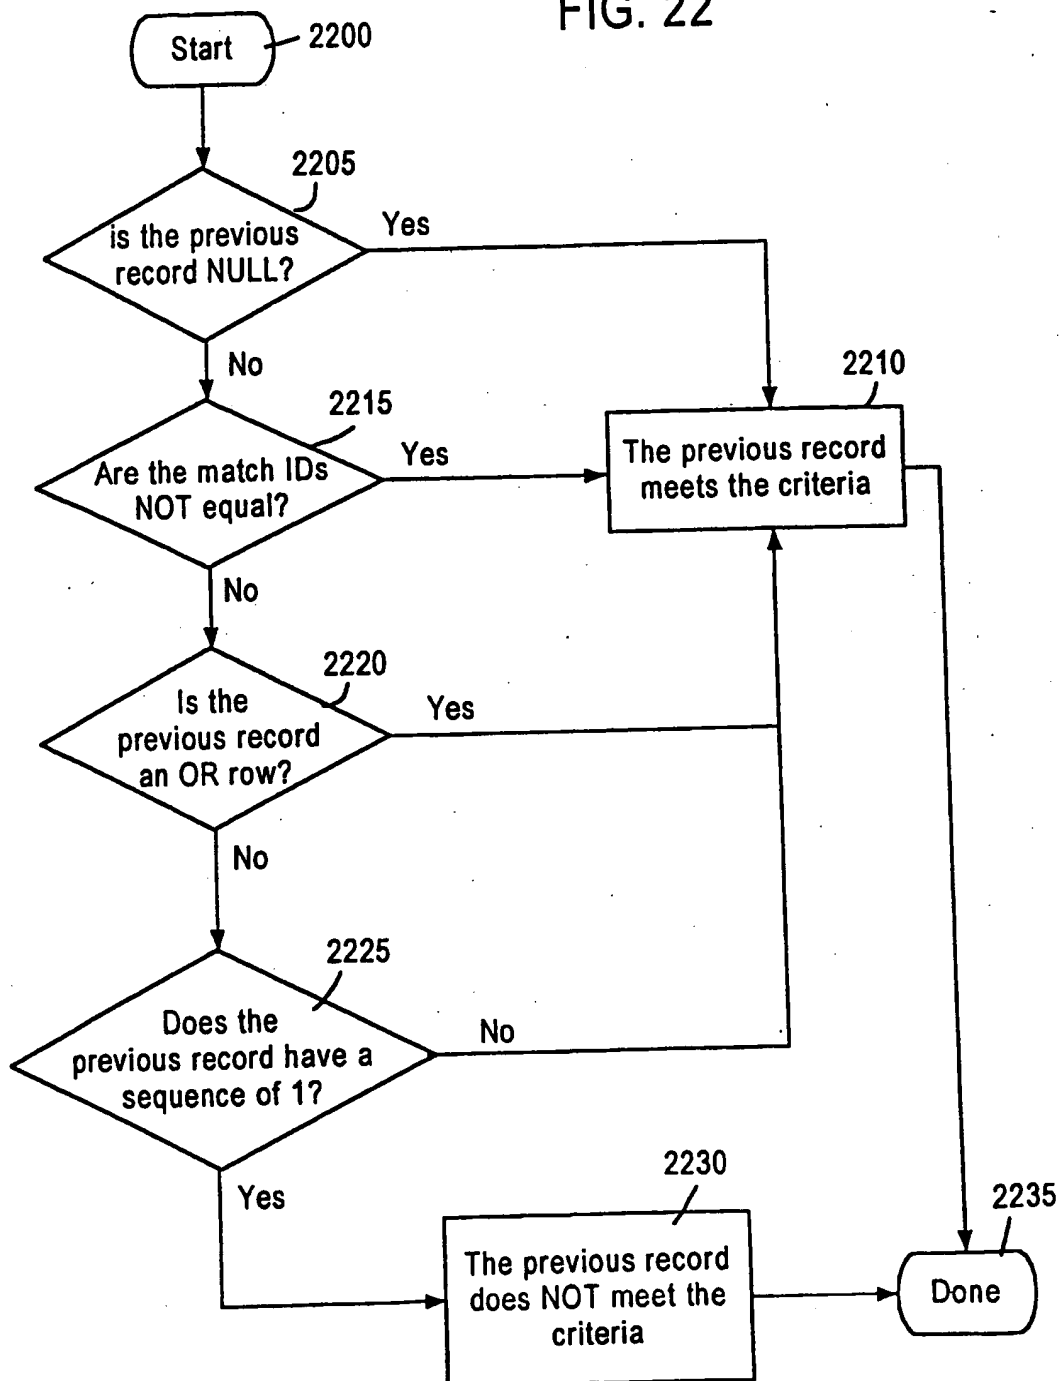 FIG. 22
Start
2200
2205
is the previous
record NULL?
Yes
No
2210
2215
Are the match IDs
NOT equal?
Yes
The previous record
meets the criteria
No
2220
Is the
previous record
an OR row?
Yes
No
2225
Does the
previous record have a
sequence of 1?
No
Yes
2230
The previous record
does NOT meet the
criteria
2235
Done